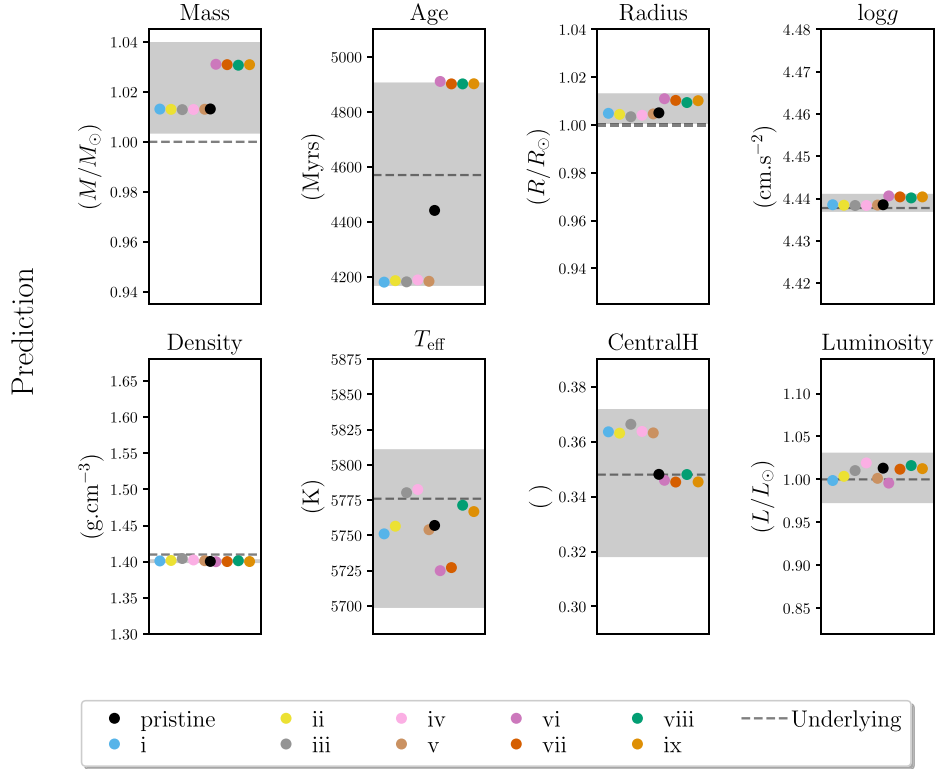 Prediction
Mass
(M/M⊙)
1.04
1.02
1.00
0.98
0.96
0.94
Age
(Myrs)
5000
4800
4600
4400
4200
Radius
(R/R⊙)
1.04
1.02
1.00
0.98
0.96
0.94
logg
(cm.s⁻²)
4.48
4.47
4.46
4.45
4.44
4.43
4.42
Density
(g.cm⁻³)
1.65
1.60
1.55
1.50
1.45
1.40
1.35
1.30
T_eff
(K)
5875
5850
5825
5800
5775
5750
5725
5700
CentralH
()
0.38
0.36
0.34
0.32
0.30
Luminosity
(L/L⊙)
1.10
1.05
1.00
0.95
0.90
0.85
pristine ii iv vi viii Underlying
i iii v vii ix